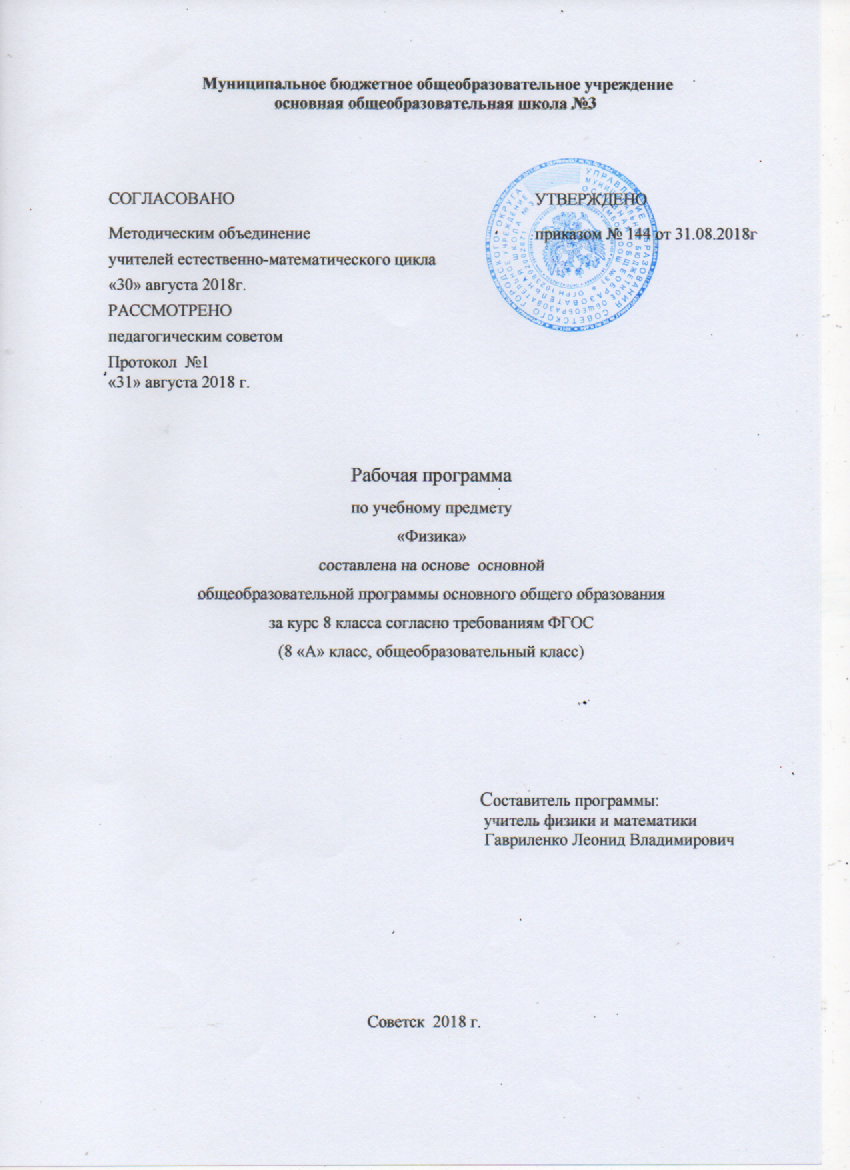 Муниципальное бюджетное общеобразовательное учреждение
основная общеобразовательная школа №3
СОГЛАСОВАНО
УТВЕРЖДЕНО
Методическим объединение
приказом № 144 от 31.08.2018г
учителей естественно-математического цикла
«30» августа 2018г.
РАССМОТРЕНО
педагогическим советом
Протокол №1
«31» августа 2018 г.
Рабочая программа
по учебному предмету
«Физика»
составлена на основе основной
общеобразовательной программы основного общего образования
за курс 8 класса согласно требованиям ФГОС
(8 «А» класс, общеобразовательный класс)
Составитель программы:
учитель физики и математики
Гавриленко Леонид Владимирович
Советск 2018 г.